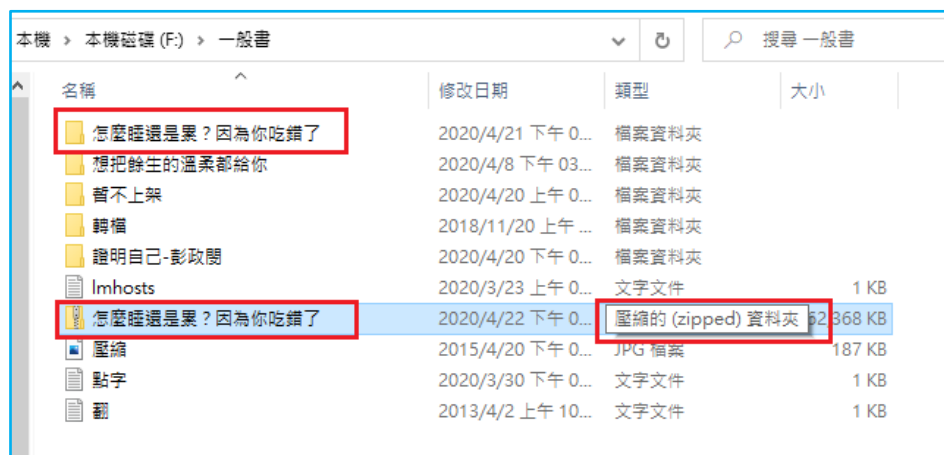 本機 › 本機磁碟 (F:) › 一般書 搜尋 一般書
名稱 修改日期 類型 大小
怎麼睡還是累？因為你吃錯了 2020/4/21 下午 0... 檔案資料夾
想把餘生的溫柔都給你 2020/4/8 下午 03... 檔案資料夾
暫不上架 2020/4/20 上午 0... 檔案資料夾
轉檔 2018/11/20 上午 ... 檔案資料夾
證明自己-彭政閔 2020/4/20 下午 0... 檔案資料夾
lmhosts 2020/3/23 上午 0... 文字文件 1 KB
怎麼睡還是累？因為你吃錯了 2020/4/22 下午 0... 壓縮的 (zipped) 資料夾 62,368 KB
壓縮 2015/4/20 下午 0... JPG 檔案 187 KB
點字 2020/3/30 下午 0... 文字文件 1 KB
翻 2013/4/2 上午 10... 文字文件 1 KB